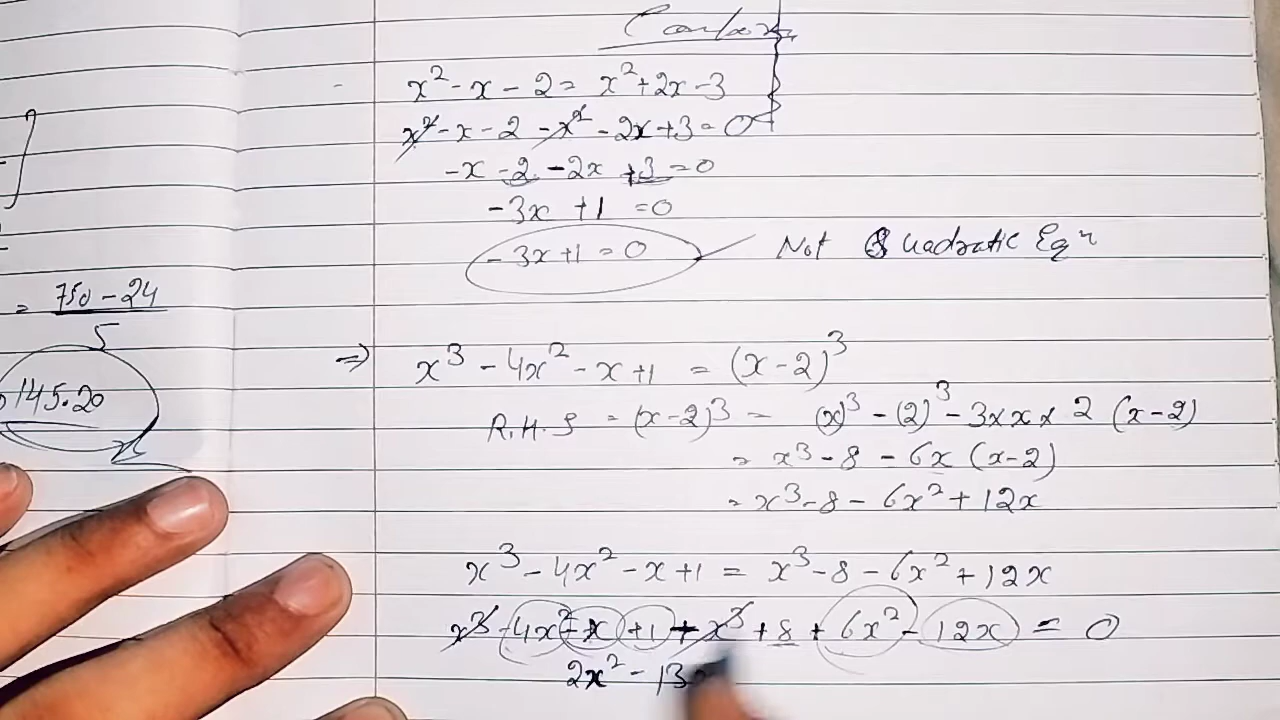 x² - x - 2 = x² + 2x - 3
x² - x - 2 - x² - 2x + 3 = 0
-x - 2 - 2x + 3 = 0
-3x + 1 = 0
-3x + 1 = 0 Not Quadratic Eqn
= 750 - 24
5
145.20
⇒ x³ - 4x² - x + 1 = (x - 2)³
R.H.S = (x - 2)³ = (x)³ - (2)³ - 3 × x × 2 (x - 2)
= x³ - 8 - 6x (x - 2)
= x³ - 8 - 6x² + 12x
x³ - 4x² - x + 1 = x³ - 8 - 6x² + 12x
x³ - 4x² - x + 1 - x³ + 8 + 6x² - 12x = 0
2x² - 13